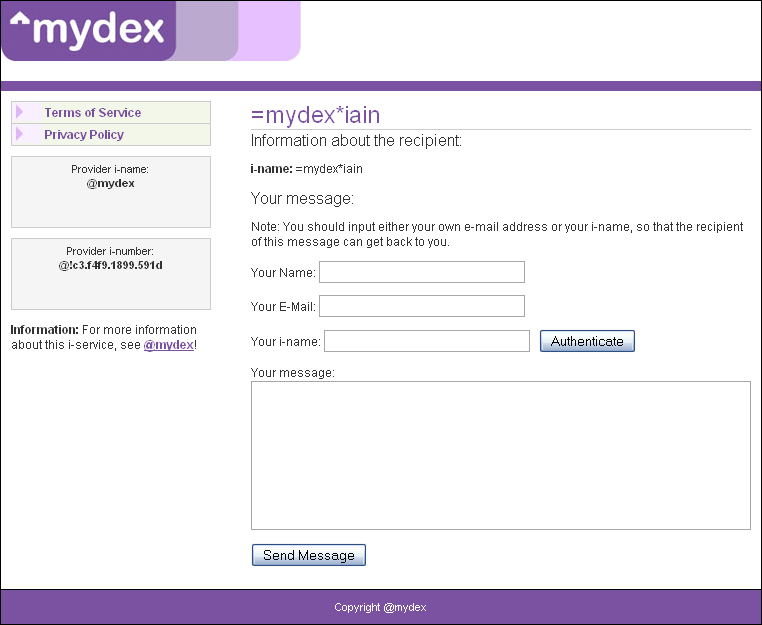 ^mydex
Terms of Service
Privacy Policy
Provider i-name:
@mydex
Provider i-number:
@!c3.f4f9.1899.591d
Information: For more information
about this i-service, see @mydex!
=mydex*iain
Information about the recipient:
i-name: =mydex*iain
Your message:
Note: You should input either your own e-mail address or your i-name, so that the recipient
of this message can get back to you.
Your Name:
Your E-Mail:
Your i-name: Authenticate
Your message:
Send Message
Copyright @mydex